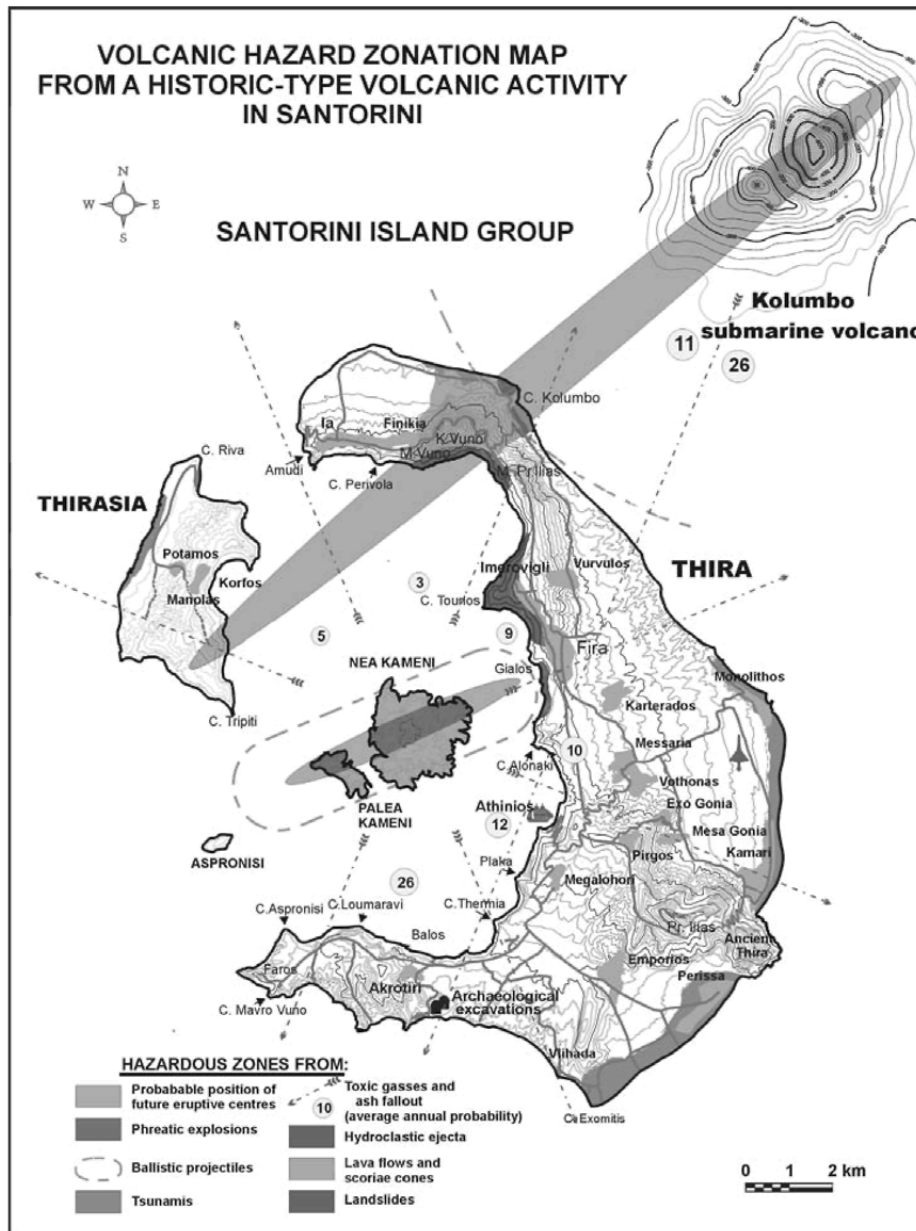 VOLCANIC HAZARD ZONATION MAP
FROM A HISTORIC-TYPE VOLCANIC ACTIVITY
IN SANTORINI
N
W
E
S
SANTORINI ISLAND GROUP
Kolumbo
submarine volcano
11
26
C. Kolumbo
Ia
Finikia
K.Vuno
M.Vuno
Amudi
C. Perivola
M. Pr.Ilias
C. Riva
THIRASIA
Potamos
Korfos
Manolas
C. Tripiti
3
5
9
Imerovigli
Vurvulos
THIRA
C. Tourlos
Fira
Gialos
NEA KAMENI
Monolithos
Karterados
Messaria
10
C.Alonaki
Vothonas
PALEA
KAMENI
Athinios
12
Exo Gonia
Mesa Gonia
Kamari
ASPRONISI
Pirgos
Plaka
Megalohori
26
C.Aspronisi
C.Loumaravi
C.Thermia
Pr. Ilias
Ancient
Thira
Balos
Emporios
Perissa
Faros
Akrotiri
Archaeological
excavations
C. Mavro Vuno
Vlihada
C. Exomitis
HAZARDOUS ZONES FROM:
Probabable position of
future eruptive centres
Phreatic explosions
Ballistic projectiles
Tsunamis
10
Toxic gasses and
ash fallout
(average annual probability)
Hydroclastic ejecta
Lava flows and
scoriae cones
Landslides
0 1 2 km